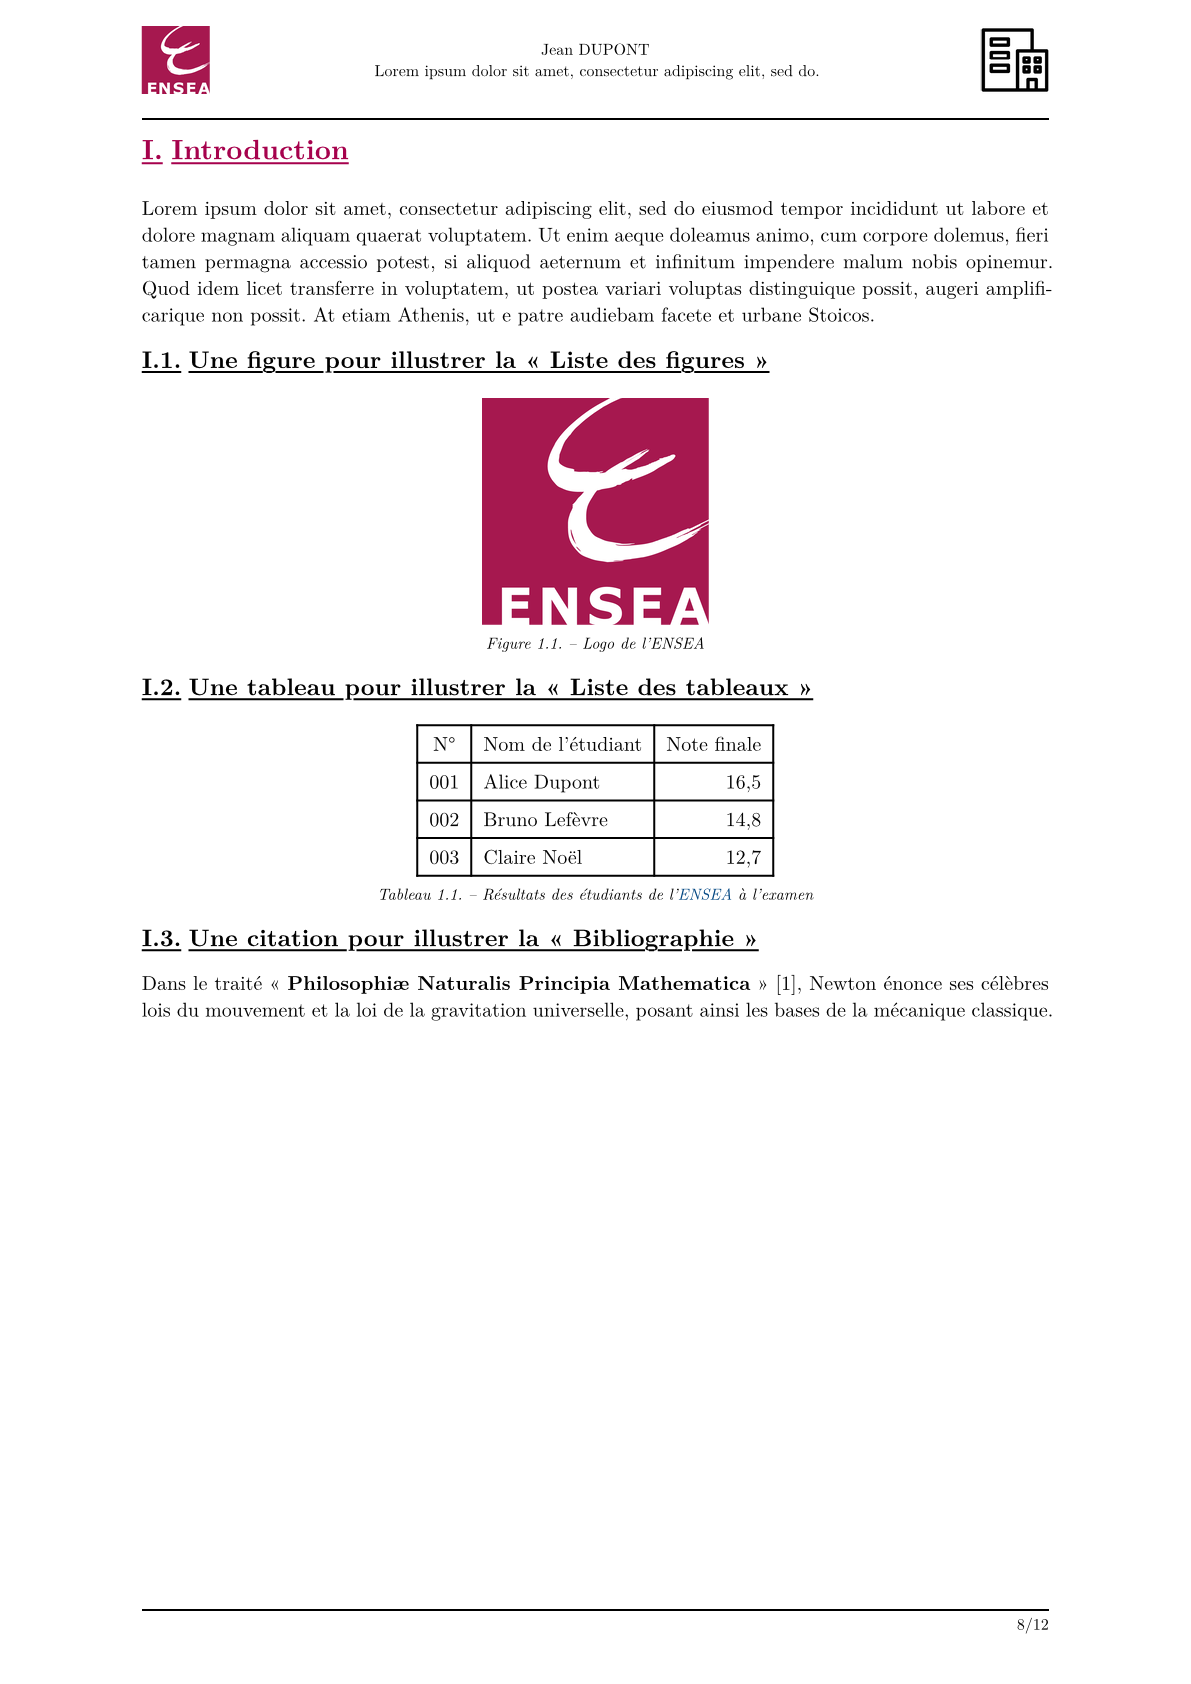 ENSEA
Jean DUPONT
Lorem ipsum dolor sit amet, consectetur adipiscing elit, sed do.
I. Introduction
Lorem ipsum dolor sit amet, consectetur adipiscing elit, sed do eiusmod tempor incididunt ut labore et
dolore magnam aliquam quaerat voluptatem. Ut enim aeque doleamus animo, cum corpore dolemus, fieri
tamen permagna accessio potest, si aliquod aeternum et infinitum impendere malum nobis opinemur.
Quod idem licet transferre in voluptatem, ut postea variari voluptas distinguique possit, augeri amplifi-
carique non possit. At etiam Athenis, ut e patre audiebam facete et urbane Stoicos.
I.1. Une figure pour illustrer la « Liste des figures »
ENSEA
Figure 1.1. – Logo de l'ENSEA
I.2. Une tableau pour illustrer la « Liste des tableaux »
N° Nom de l'étudiant Note finale
001 Alice Dupont 16,5
002 Bruno Lefèvre 14,8
003 Claire Noël 12,7
Tableau 1.1. – Résultats des étudiants de l'ENSEA à l'examen
I.3. Une citation pour illustrer la « Bibliographie »
Dans le traité « Philosophiæ Naturalis Principia Mathematica » [1], Newton énonce ses célèbres
lois du mouvement et la loi de la gravitation universelle, posant ainsi les bases de la mécanique classique.
8/12